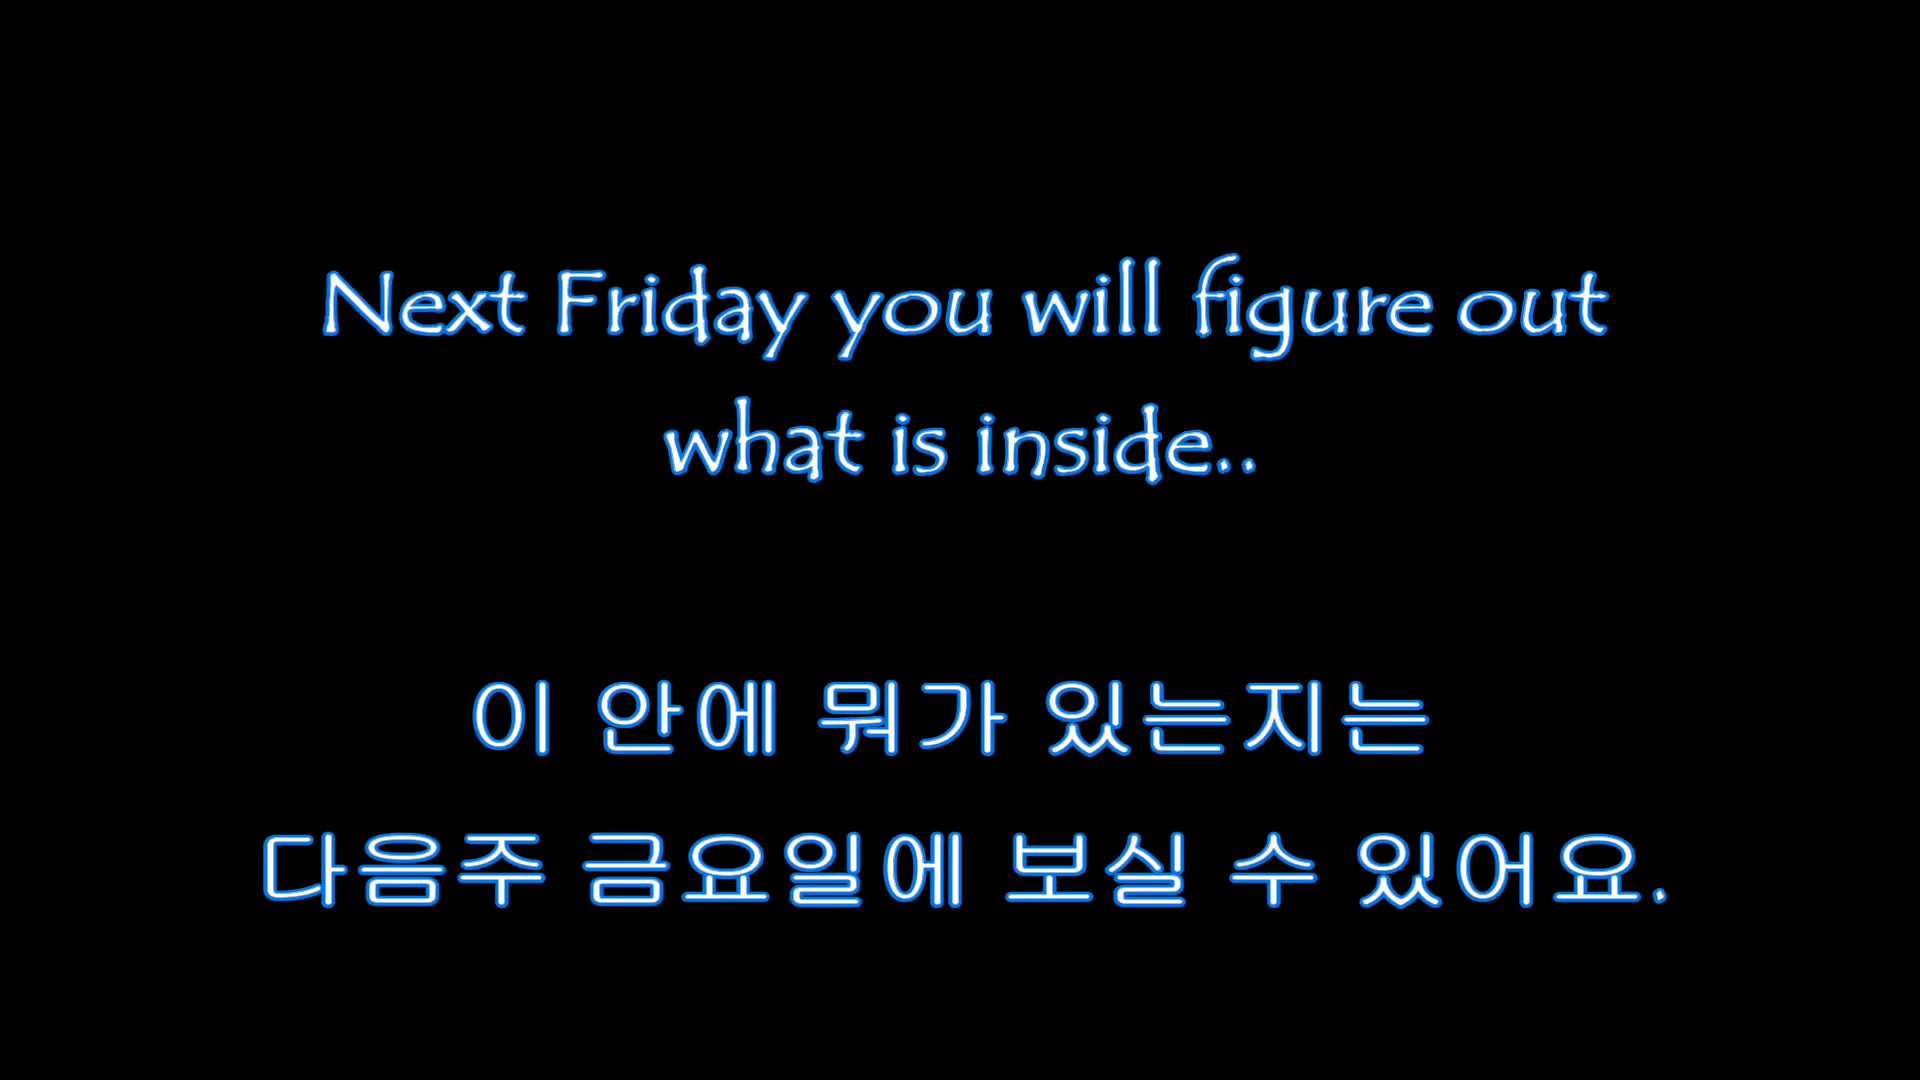 Next Friday you will figure out
what is inside..
이 안에 뭐가 있는지는
다음주 금요일에 보실 수 있어요.